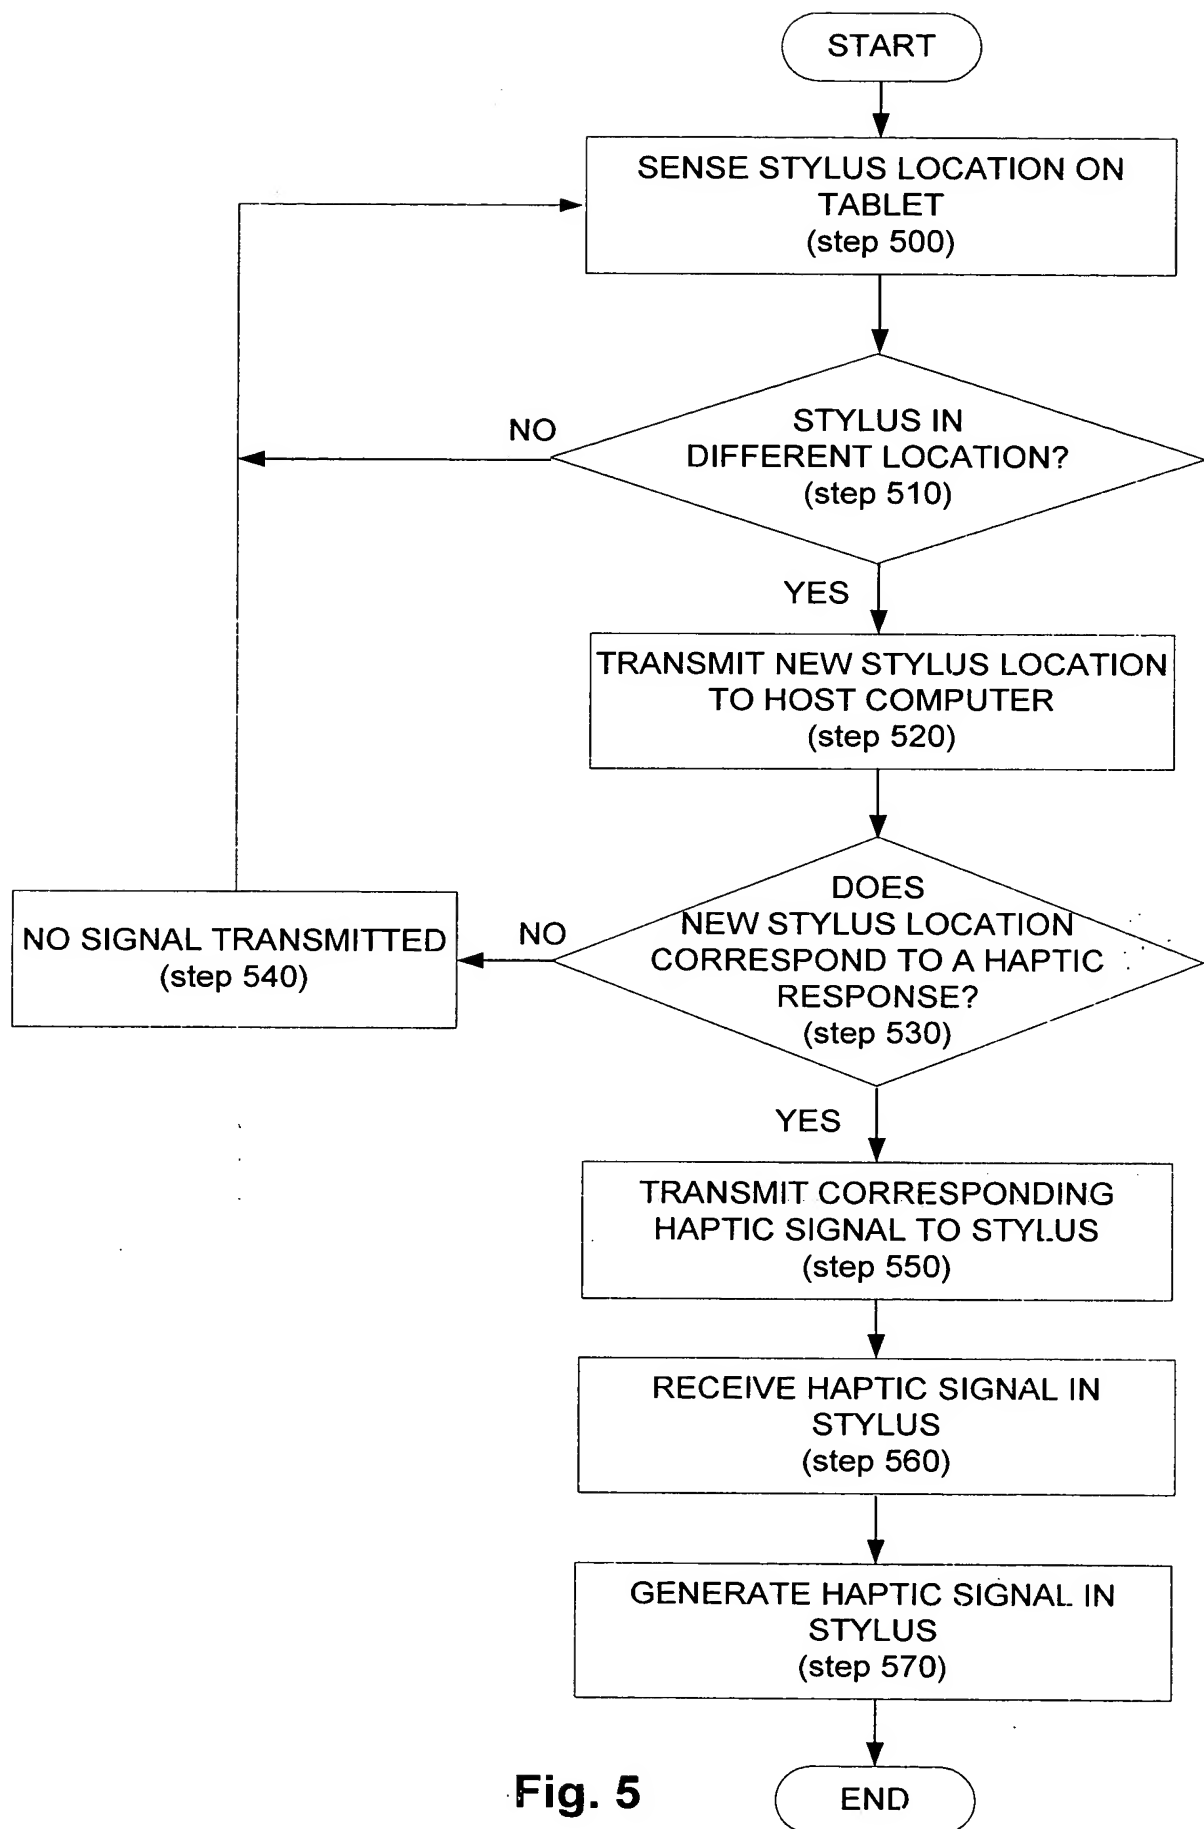 START
SENSE STYLUS LOCATION ON
TABLET
(step 500)
STYLUS IN
DIFFERENT LOCATION?
(step 510)
NO
YES
TRANSMIT NEW STYLUS LOCATION
TO HOST COMPUTER
(step 520)
DOES
NEW STYLUS LOCATION
CORRESPOND TO A HAPTIC
RESPONSE?
(step 530)
NO
NO SIGNAL TRANSMITTED
(step 540)
YES
TRANSMIT CORRESPONDING
HAPTIC SIGNAL TO STYLUS
(step 550)
RECEIVE HAPTIC SIGNAL IN
STYLUS
(step 560)
GENERATE HAPTIC SIGNAL IN
STYLUS
(step 570)
END
Fig. 5